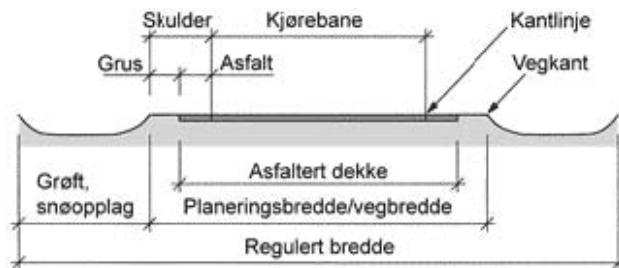 Skulder
Kjørebane
Kantlinje
Grus
Asfalt
Vegkant
Asfaltert dekke
Grøft,
snøopplag
Planeringsbredde/vegbredde
Regulert bredde